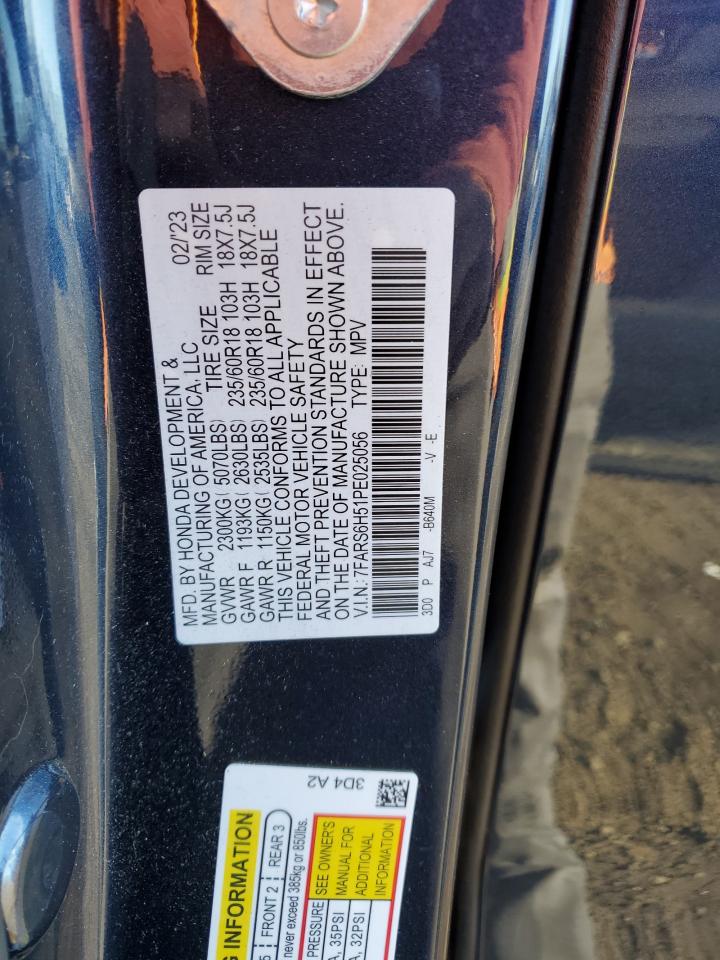 MFD. BY HONDA DEVELOPMENT &
MANUFACTURING OF AMERICA, LLC 02/'23
TIRE SIZE RIM SIZE
GVWR 2300KG( 5070LBS)
GAWR F 1193KG( 2630LBS) 235/60R18 103H 18X7.5J
GAWR R 1150KG( 2535LBS) 235/60R18 103H 18X7.5J
THIS VEHICLE CONFORMS TO ALL APPLICABLE
FEDERAL MOTOR VEHICLE SAFETY
AND THEFT PREVENTION STANDARDS IN EFFECT
ON THE DATE OF MANUFACTURE SHOWN ABOVE.
V.I.N.: 7FARS6H51PE025056 TYPE: MPV
3D0 P AJ7 -B640M -V -E
3D4 A2
G INFORMATION
5 FRONT 2 REAR 3
never exceed 385kg or 850lbs.
PRESSURE SEE OWNER'S
A, 35PSI MANUAL FOR
ADDITIONAL
A, 32PSI INFORMATION